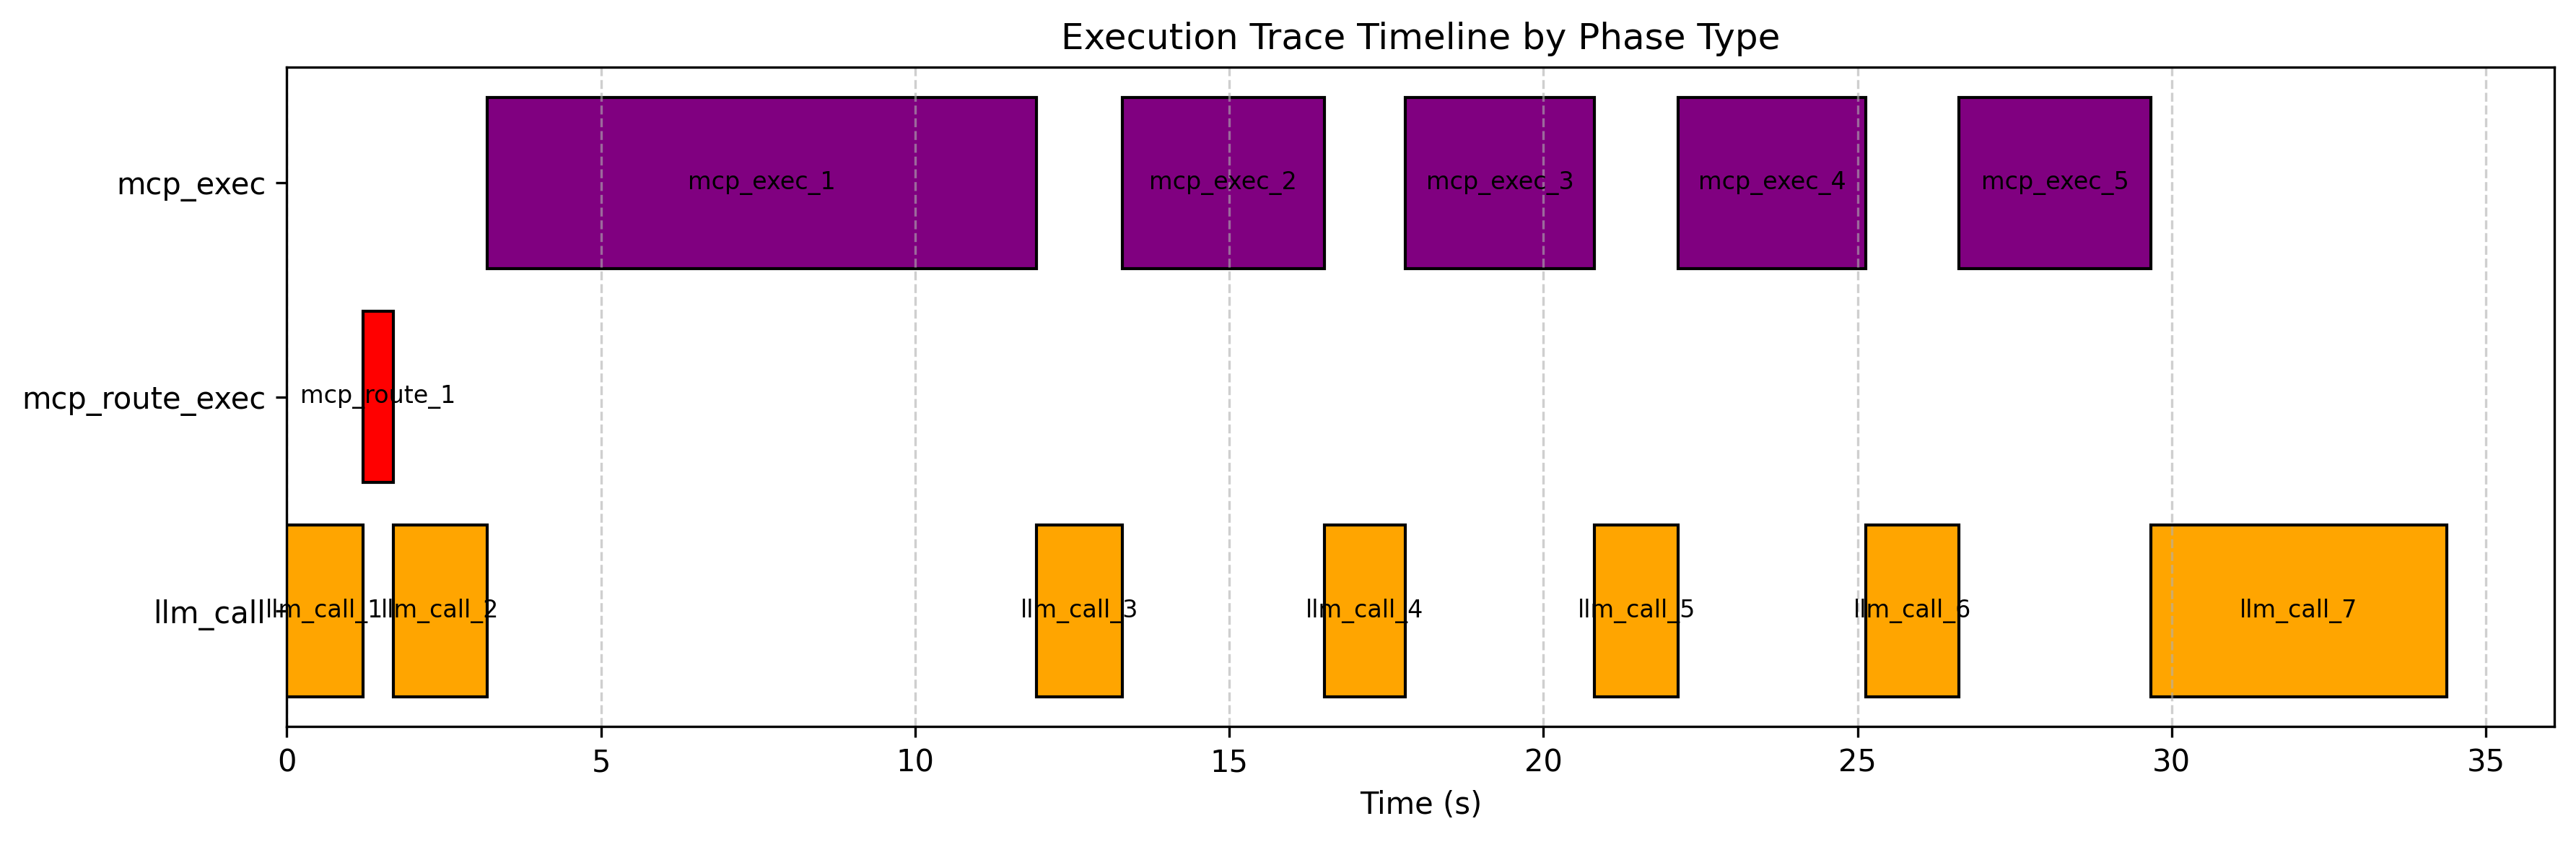 Execution Trace Timeline by Phase Type
mcp_exec
mcp_exec_1
mcp_exec_2
mcp_exec_3
mcp_exec_4
mcp_exec_5
mcp_route_exec
mcp_route_1
llm_call
llm_call_1
llm_call_2
llm_call_3
llm_call_4
llm_call_5
llm_call_6
llm_call_7
0 5 10 15 20 25 30 35
Time (s)